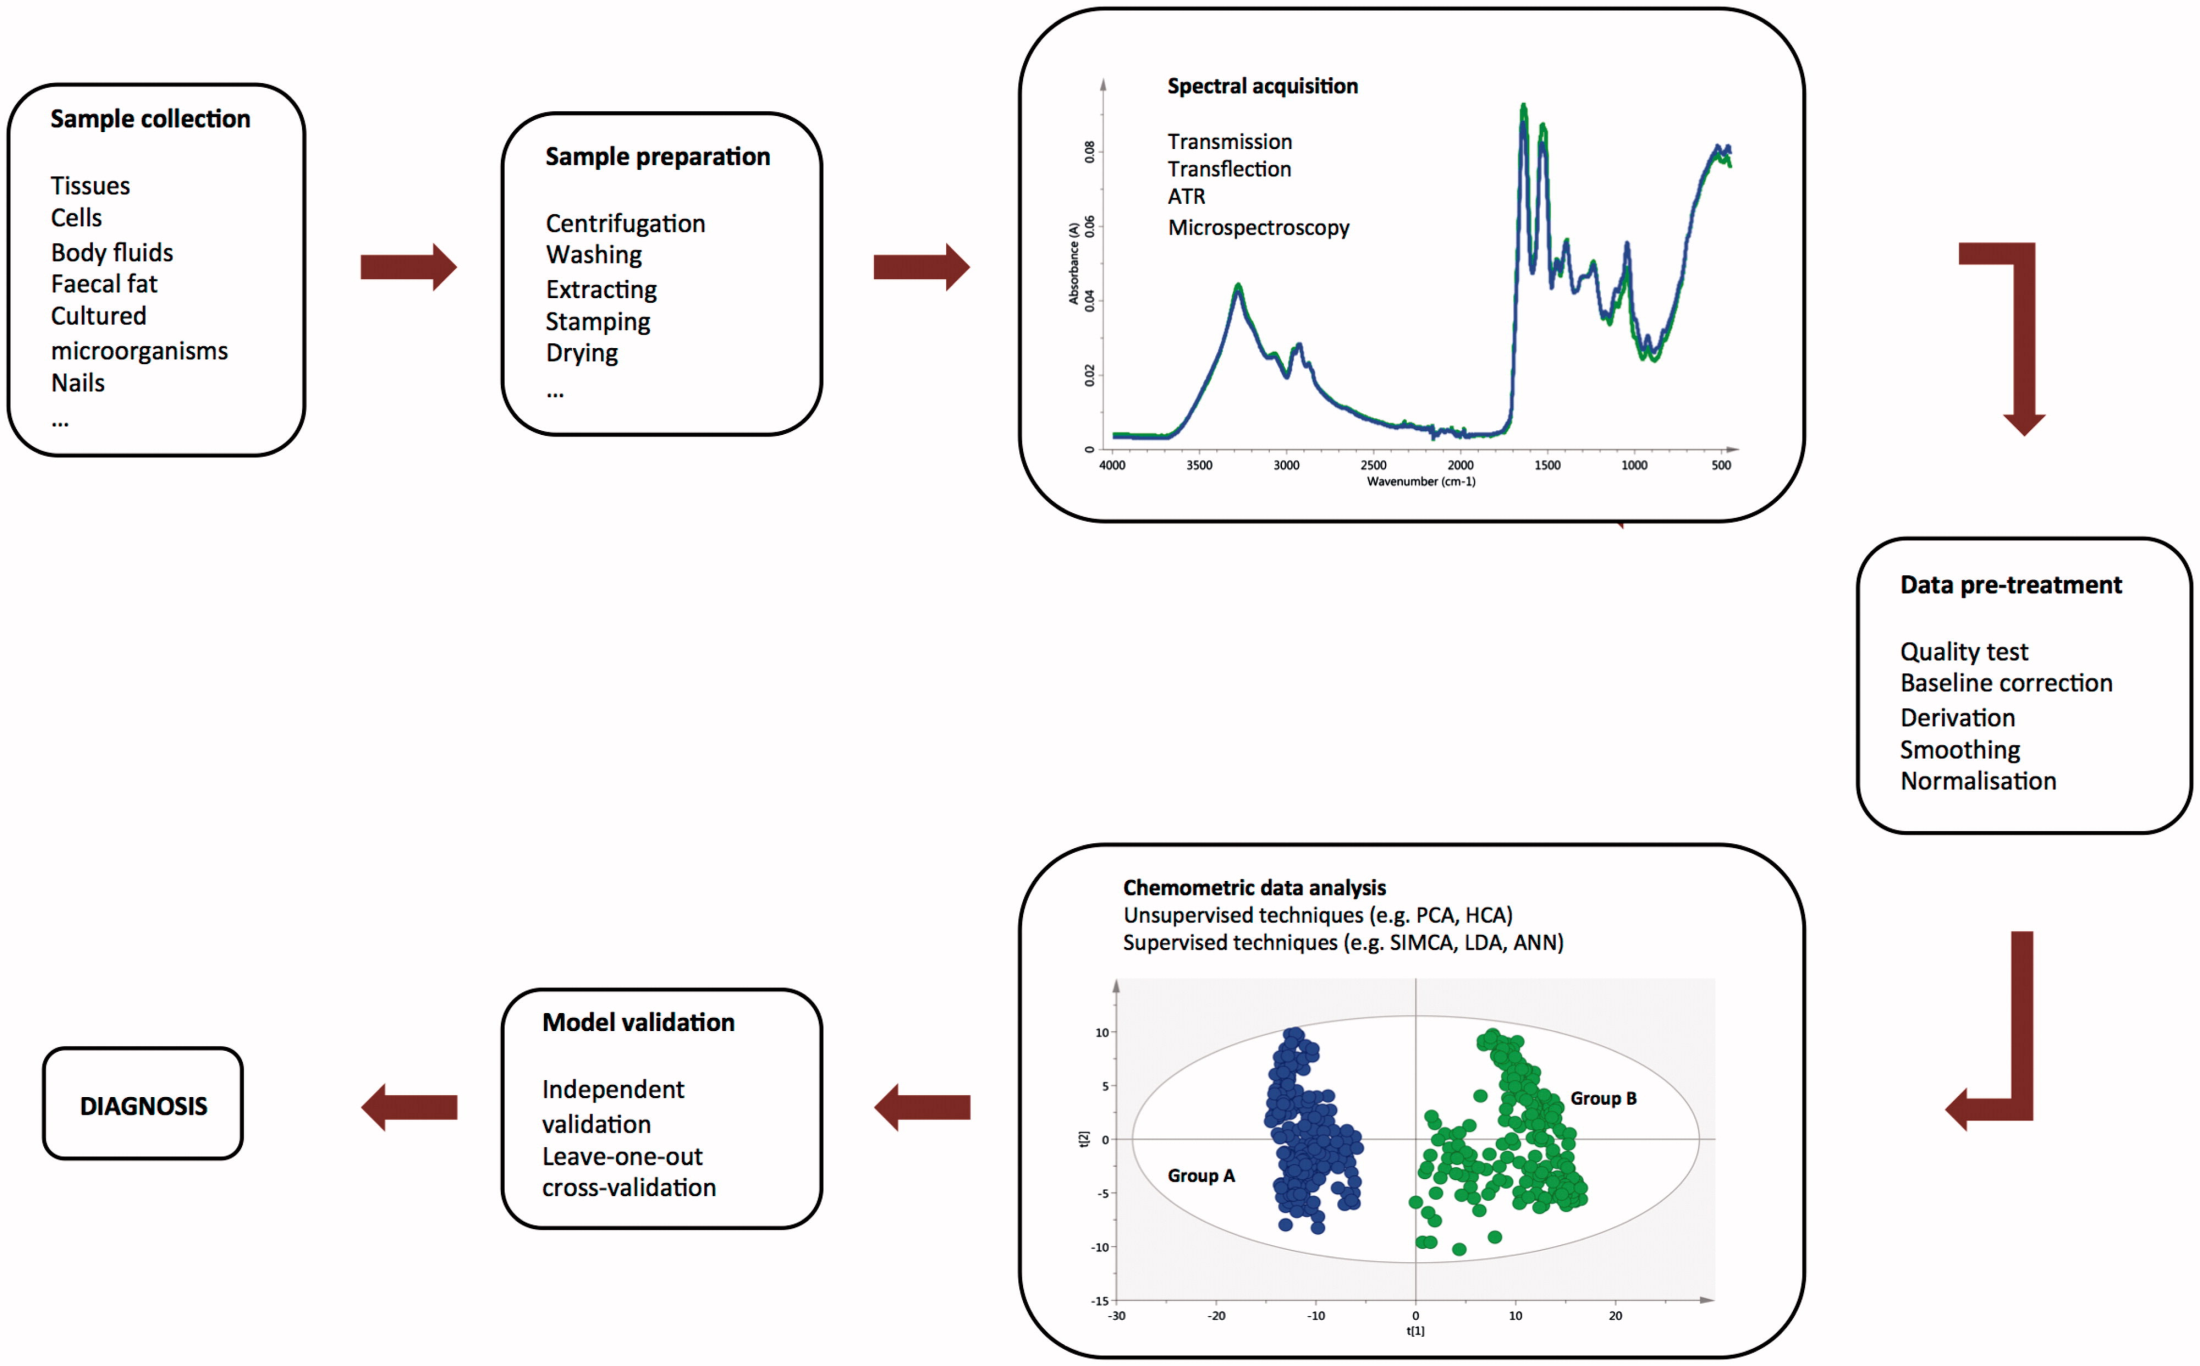 Sample collection
Tissues
Cells
Body fluids
Faecal fat
Cultured
microorganisms
Nails
...
Sample preparation
Centrifugation
Washing
Extracting
Stamping
Drying
...
Spectral acquisition
Transmission
Transflection
ATR
Microspectroscopy
Absorbance (A)
0.08
0.06
0.04
0.02
0
4000 3500 3000 2500 2000 1500 1000 500
Wavenumber (cm-1)
Data pre-treatment
Quality test
Baseline correction
Derivation
Smoothing
Normalisation
Chemometric data analysis
Unsupervised techniques (e.g. PCA, HCA)
Supervised techniques (e.g. SIMCA, LDA, ANN)
t[2]
10
5
0
-5
-10
-15
Group A
Group B
-30 -20 -10 0 10 20
t[1]
Model validation
Independent
validation
Leave-one-out
cross-validation
DIAGNOSIS